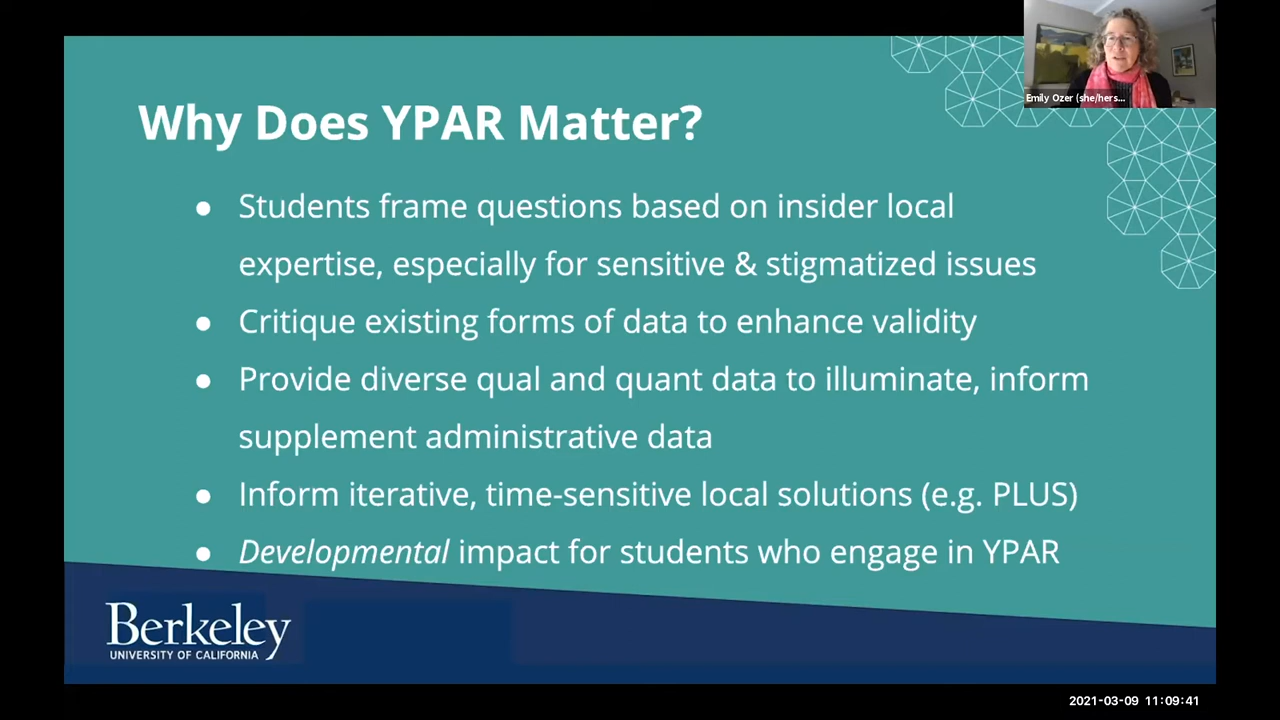 Emily Ozer (she/hers...
Why Does YPAR Matter?
● Students frame questions based on insider local
expertise, especially for sensitive & stigmatized issues
● Critique existing forms of data to enhance validity
● Provide diverse qual and quant data to illuminate, inform
supplement administrative data
● Inform iterative, time-sensitive local solutions (e.g. PLUS)
● Developmental impact for students who engage in YPAR
Berkeley
UNIVERSITY OF CALIFORNIA
2021-03-09 11:09:41